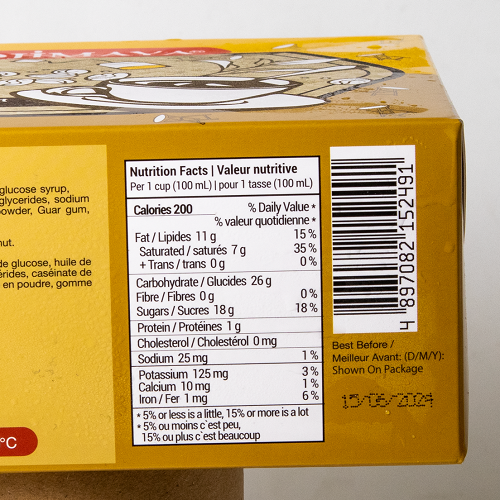 glucose syrup,
glycerides, sodium
owder, Guar gum,
nut.
de glucose, huile de
érides, caséinate de
en poudre, gomme
°C
Nutrition Facts | Valeur nutritive
Per 1 cup (100 mL) | pour 1 tasse (100 mL)
Calories 200 % Daily Value *
% valeur quotidienne *
Fat / Lipides 11 g 15 %
Saturated / saturés 7 g 35 %
+ Trans / trans 0 g 0 %
Carbohydrate / Glucides 26 g
Fibre / Fibres 0 g 0 %
Sugars / Sucres 18 g 18 %
Protein / Protéines 1 g
Cholesterol / Cholestérol 0 mg
Sodium 25 mg 1 %
Potassium 125 mg 3 %
Calcium 10 mg 1 %
Iron / Fer 1 mg 6 %
* 5% or less is a little, 15% or more is a lot
* 5% ou moins c`est peu,
15% ou plus c`est beaucoup
4 897082 152491
Best Before /
Meilleur Avant: (D/M/Y):
Shown On Package
15/06/2024